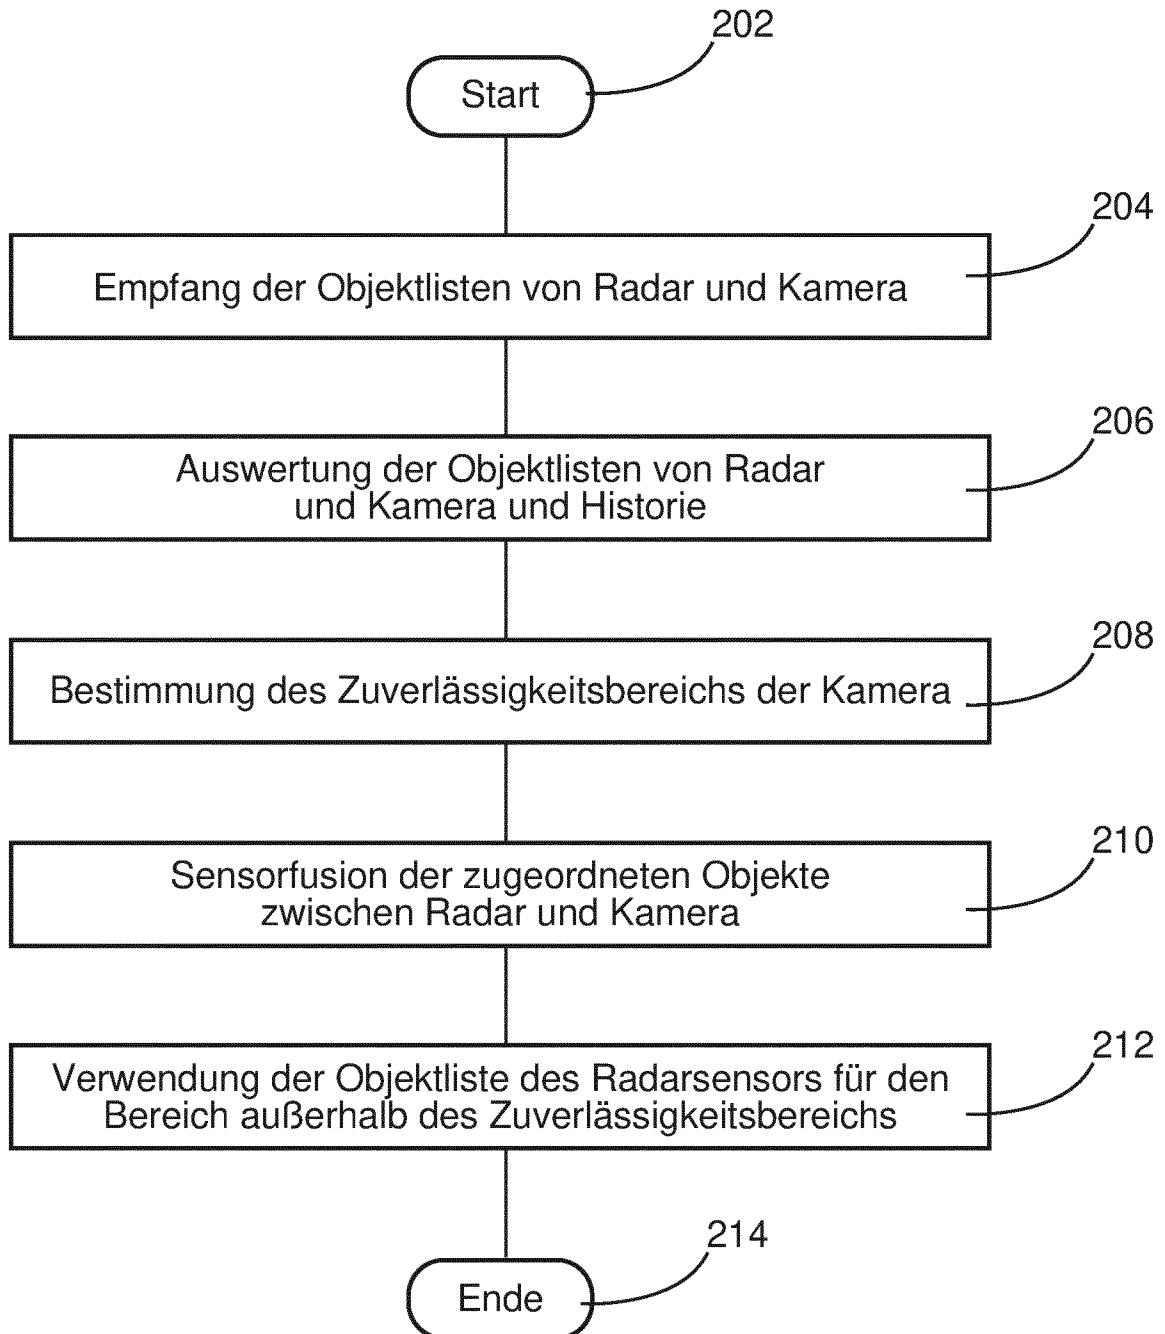 202
Start
204
Empfang der Objektlisten von Radar und Kamera
206
Auswertung der Objektlisten von Radar
und Kamera und Historie
208
Bestimmung des Zuverlässigkeitsbereichs der Kamera
210
Sensorfusion der zugeordneten Objekte
zwischen Radar und Kamera
212
Verwendung der Objektliste des Radarsensors für den
Bereich außerhalb des Zuverlässigkeitsbereichs
214
Ende